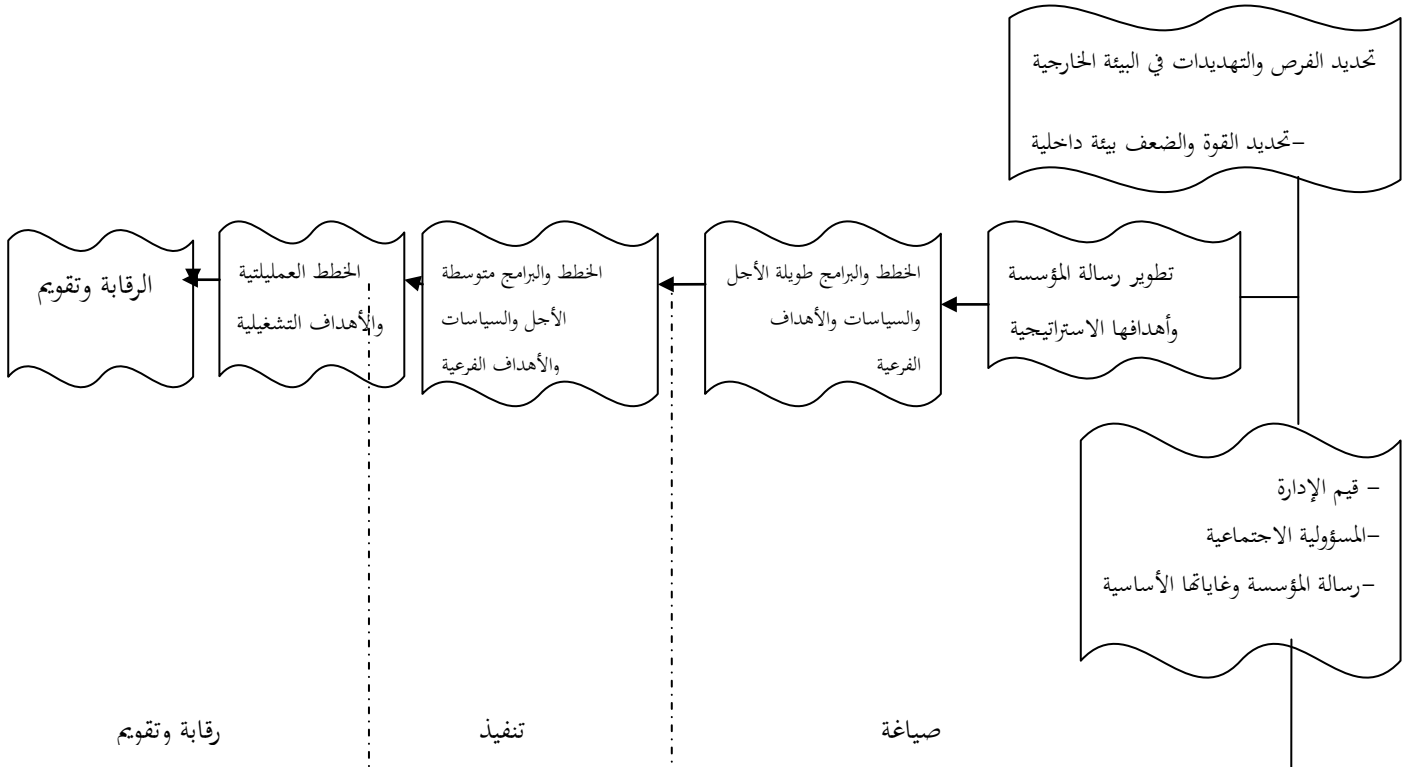 تحديد الفرص والتهديدات في البيئة الخارجية
-تحديد القوة والضعف بيئة داخلية
تطوير رسالة المؤسسة
وأهدافها الاستراتيجية
الخطط والبرامج طويلة الأجل
والسياسات والأهداف
الفرعية
الخطط والبرامج متوسطة
الأجل والسياسات
والأهداف الفرعية
الخطط العمليلتية
والأهداف التشغيلية
الرقابة وتقويم
- قيم الإدارة
-المسؤولية الاجتماعية
-رسالة المؤسسة وغاياتها الأساسية
صياغة
تنفيذ
رقابة وتقويم